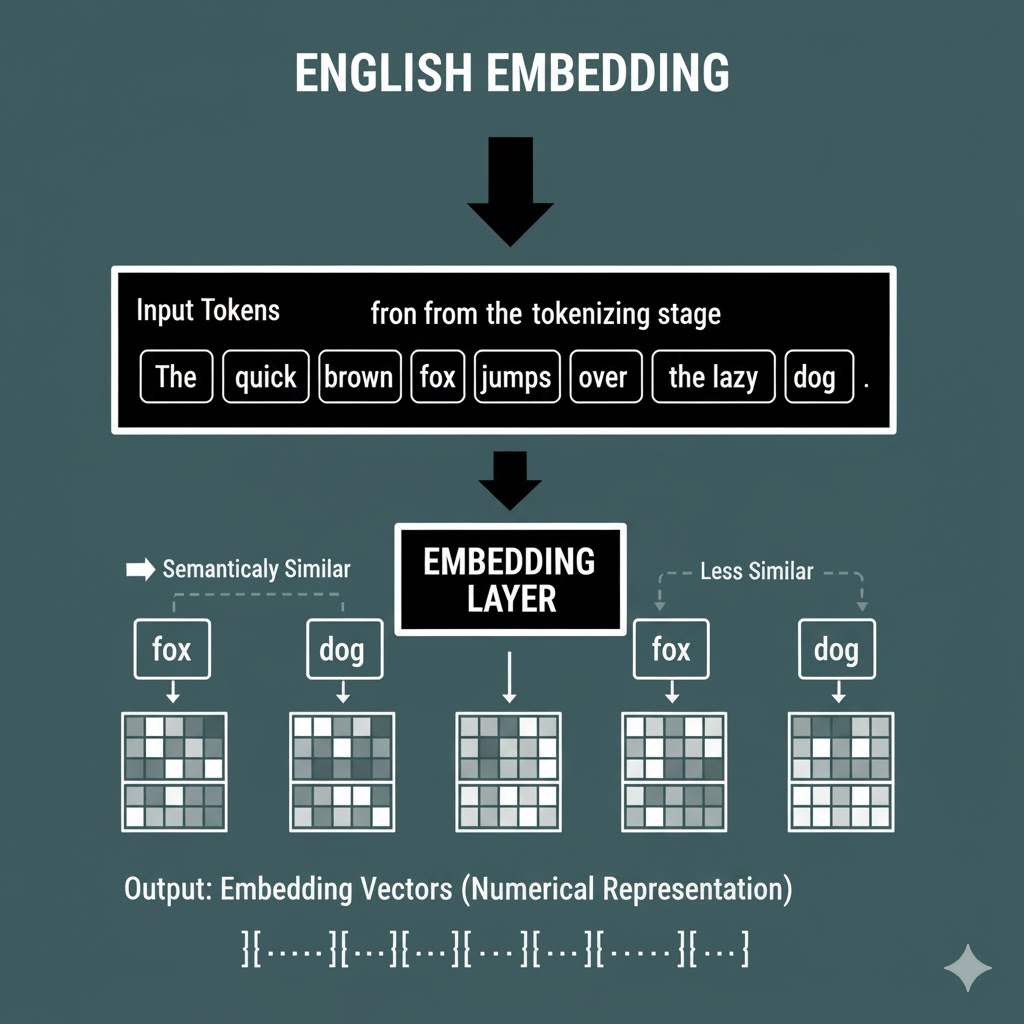 ENGLISH EMBEDDING
Input Tokens fron from the tokenizing stage
The quick brown fox jumps over the lazy dog .
EMBEDDING
LAYER
Semanticaly Similar
Less Similar
fox dog fox dog
Output: Embedding Vectors (Numerical Representation)
][.....][...][...][...][...][.....][...]